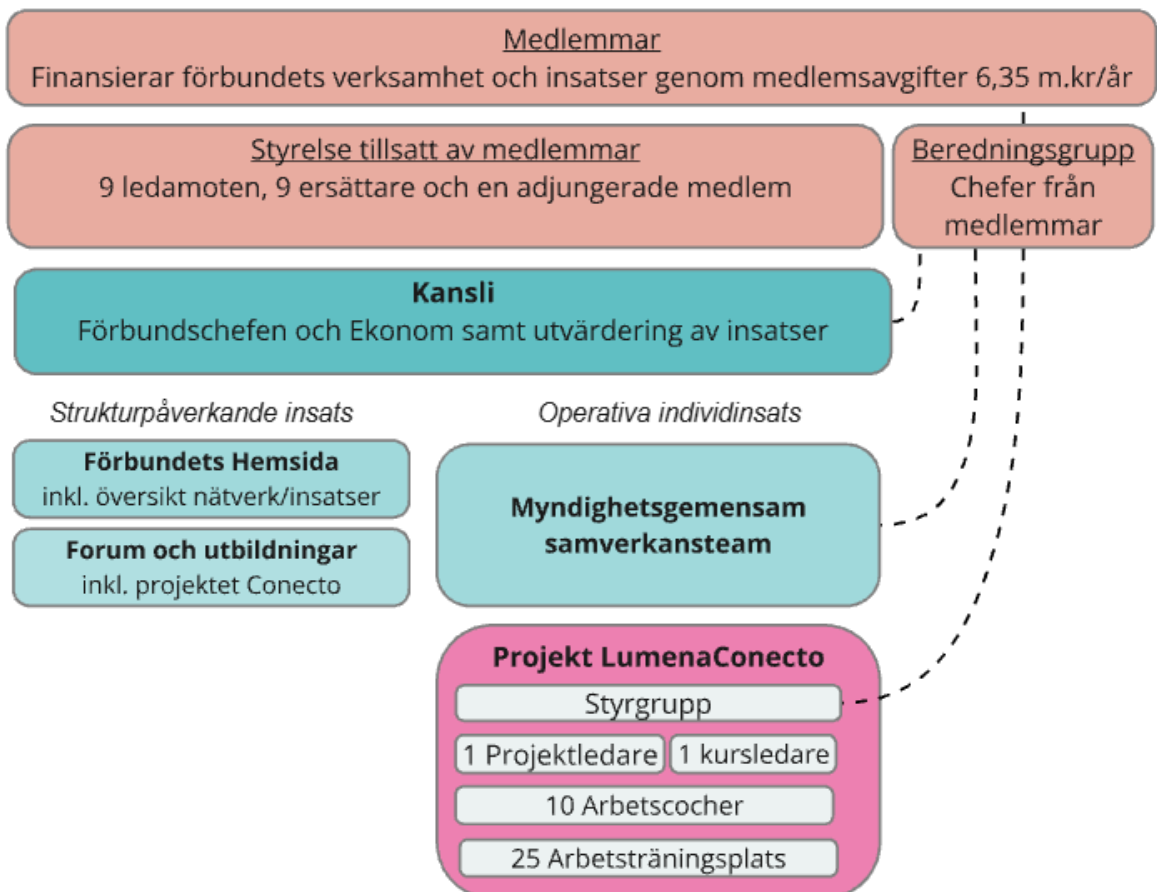 Medlemmar
Finansierar förbundets verksamhet och insatser genom medlemsavgifter 6,35 m.kr/år
Styrelse tillsatt av medlemmar
9 ledamoten, 9 ersättare och en adjungerade medlem
Beredningsgrupp
Chefer från
medlemmar
Kansli
Förbundschefen och Ekonom samt utvärdering av insatser
Strukturpåverkande insats
Förbundets Hemsida
inkl. översikt nätverk/insatser
Forum och utbildningar
inkl. projektet Conecto
Operativa individinsats
Myndighetsgemensam
samverkansteam
Projekt LumenaConecto
Styrgrupp
1 Projektledare
1 kursledare
10 Arbetscocher
25 Arbetsträningsplats